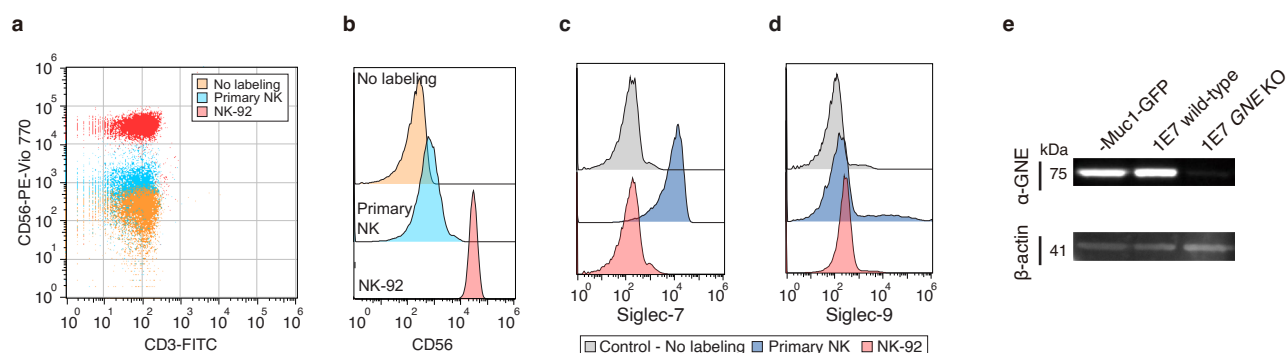 a
CD56-PE-Vio 770
10⁶
10⁵
10⁴
10³
10²
10¹
10⁰
No labeling
Primary NK
NK-92
10⁰ 10¹ 10² 10³ 10⁴ 10⁵ 10⁶
CD3-FITC
b
No labeling
Primary
NK
NK-92
10⁰ 10² 10⁴ 10⁶
CD56
c
10⁰ 10² 10⁴ 10⁶
Siglec-7
d
10⁰ 10² 10⁴ 10⁶
Siglec-9
Control - No labeling Primary NK NK-92
e
-Muc1-GFP
1E7 wild-type
1E7 GNE KO
kDa
α-GNE
75
β-actin
41